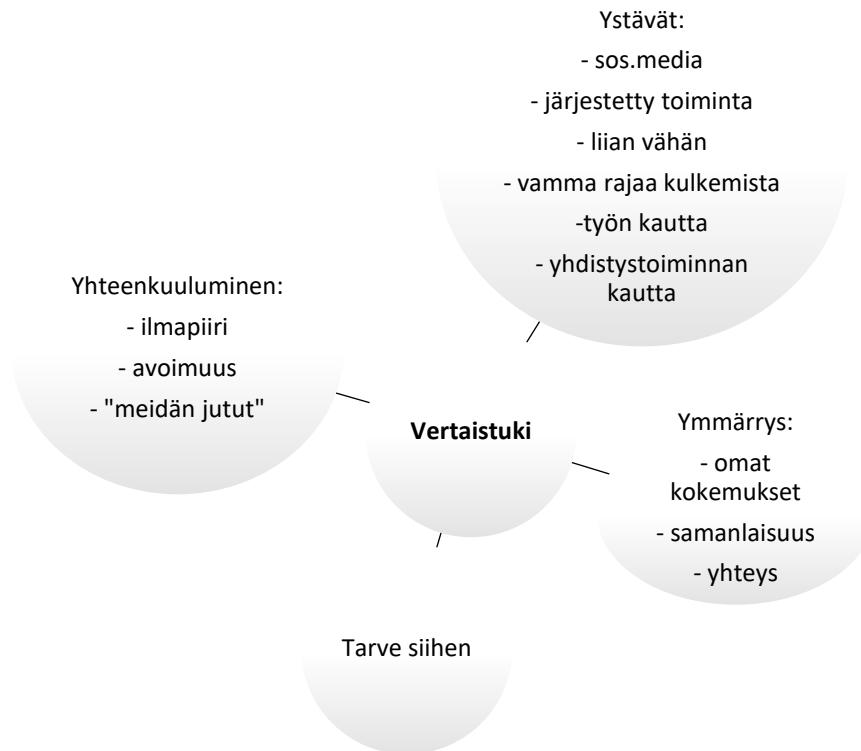 Ystävät:
- sos.media
- järjestetty toiminta
- liian vähän
- vamma rajaa kulkemista
-työn kautta
- yhdistystoiminnan
kautta
Yhteenkuuluminen:
- ilmapiiri
- avoimuus
- "meidän jutut"
Vertaistuki
Ymmärrys:
- omat
kokemukset
- samanlaisuus
- yhteys
Tarve siihen